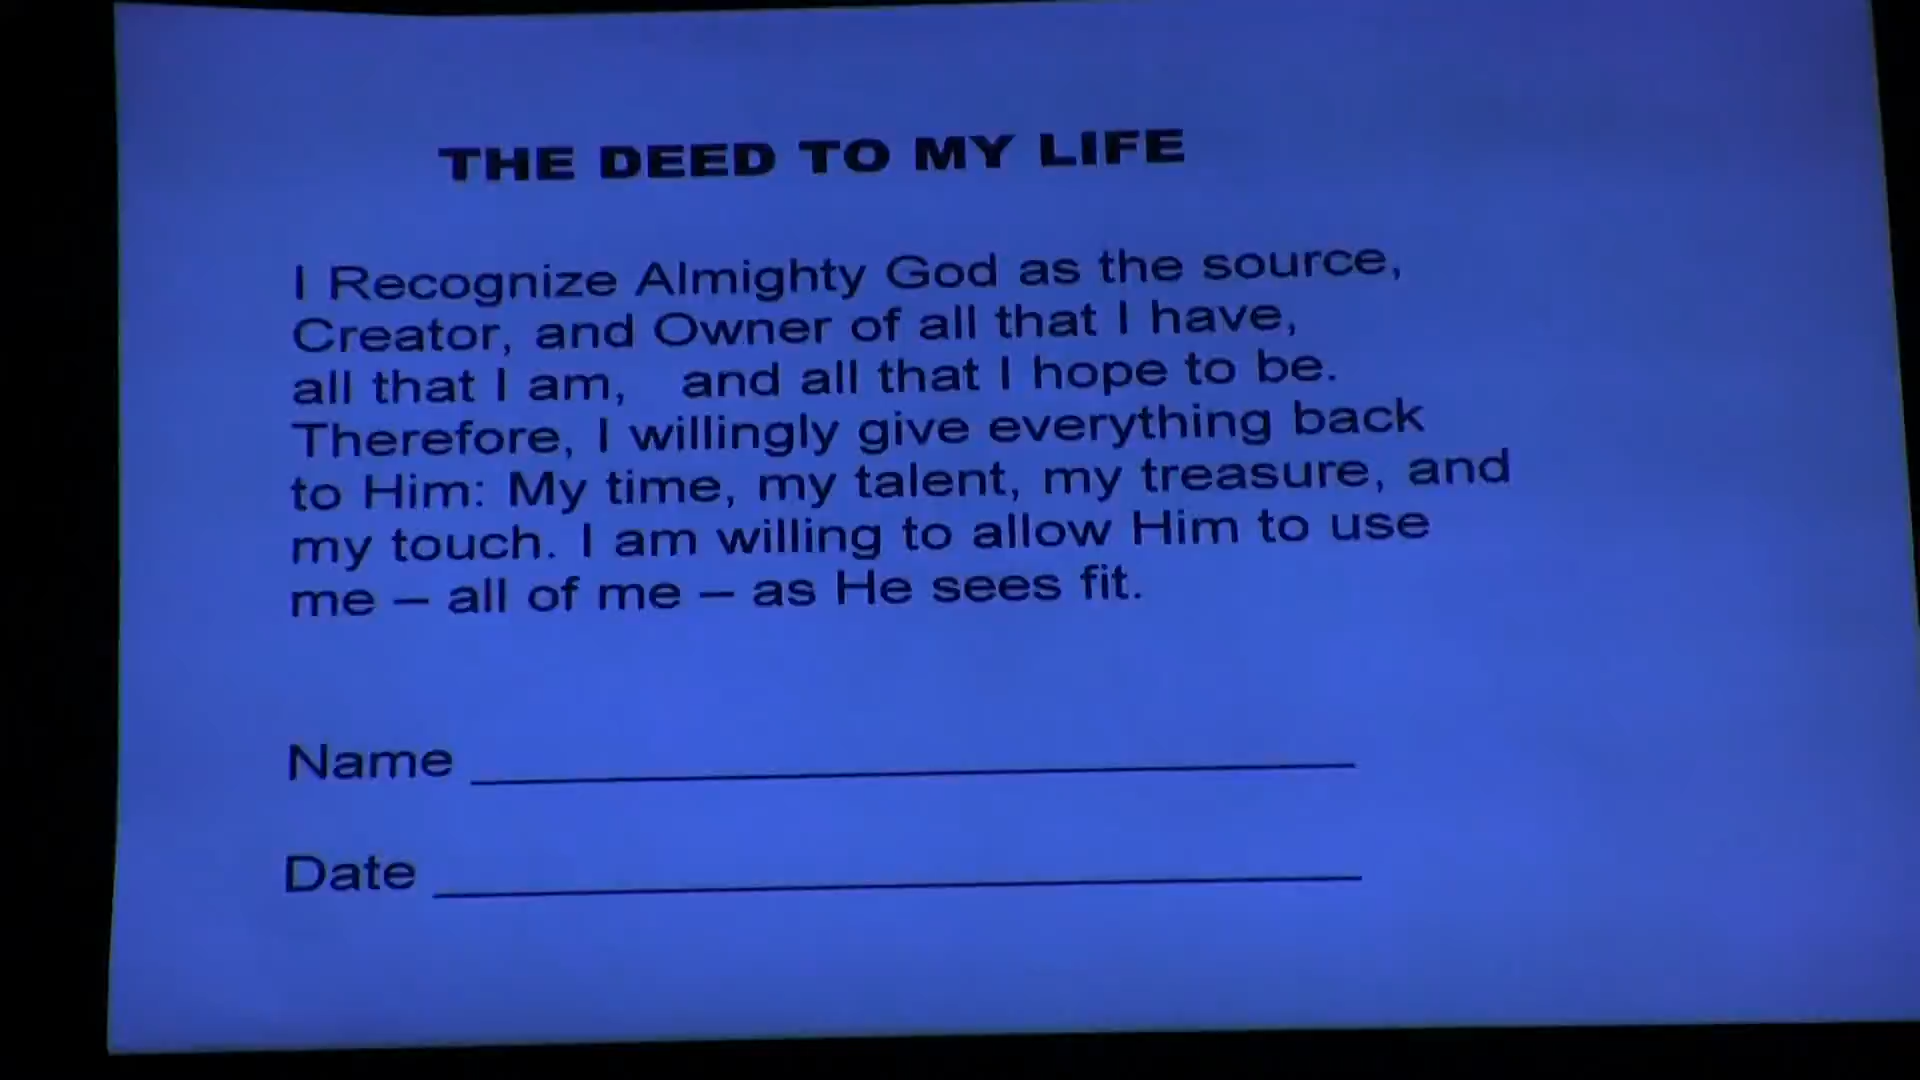 THE DEED TO MY LIFE
I Recognize Almighty God as the source,
Creator, and Owner of all that I have,
all that I am, and all that I hope to be.
Therefore, I willingly give everything back
to Him: My time, my talent, my treasure, and
my touch. I am willing to allow Him to use
me – all of me – as He sees fit.
Name
Date